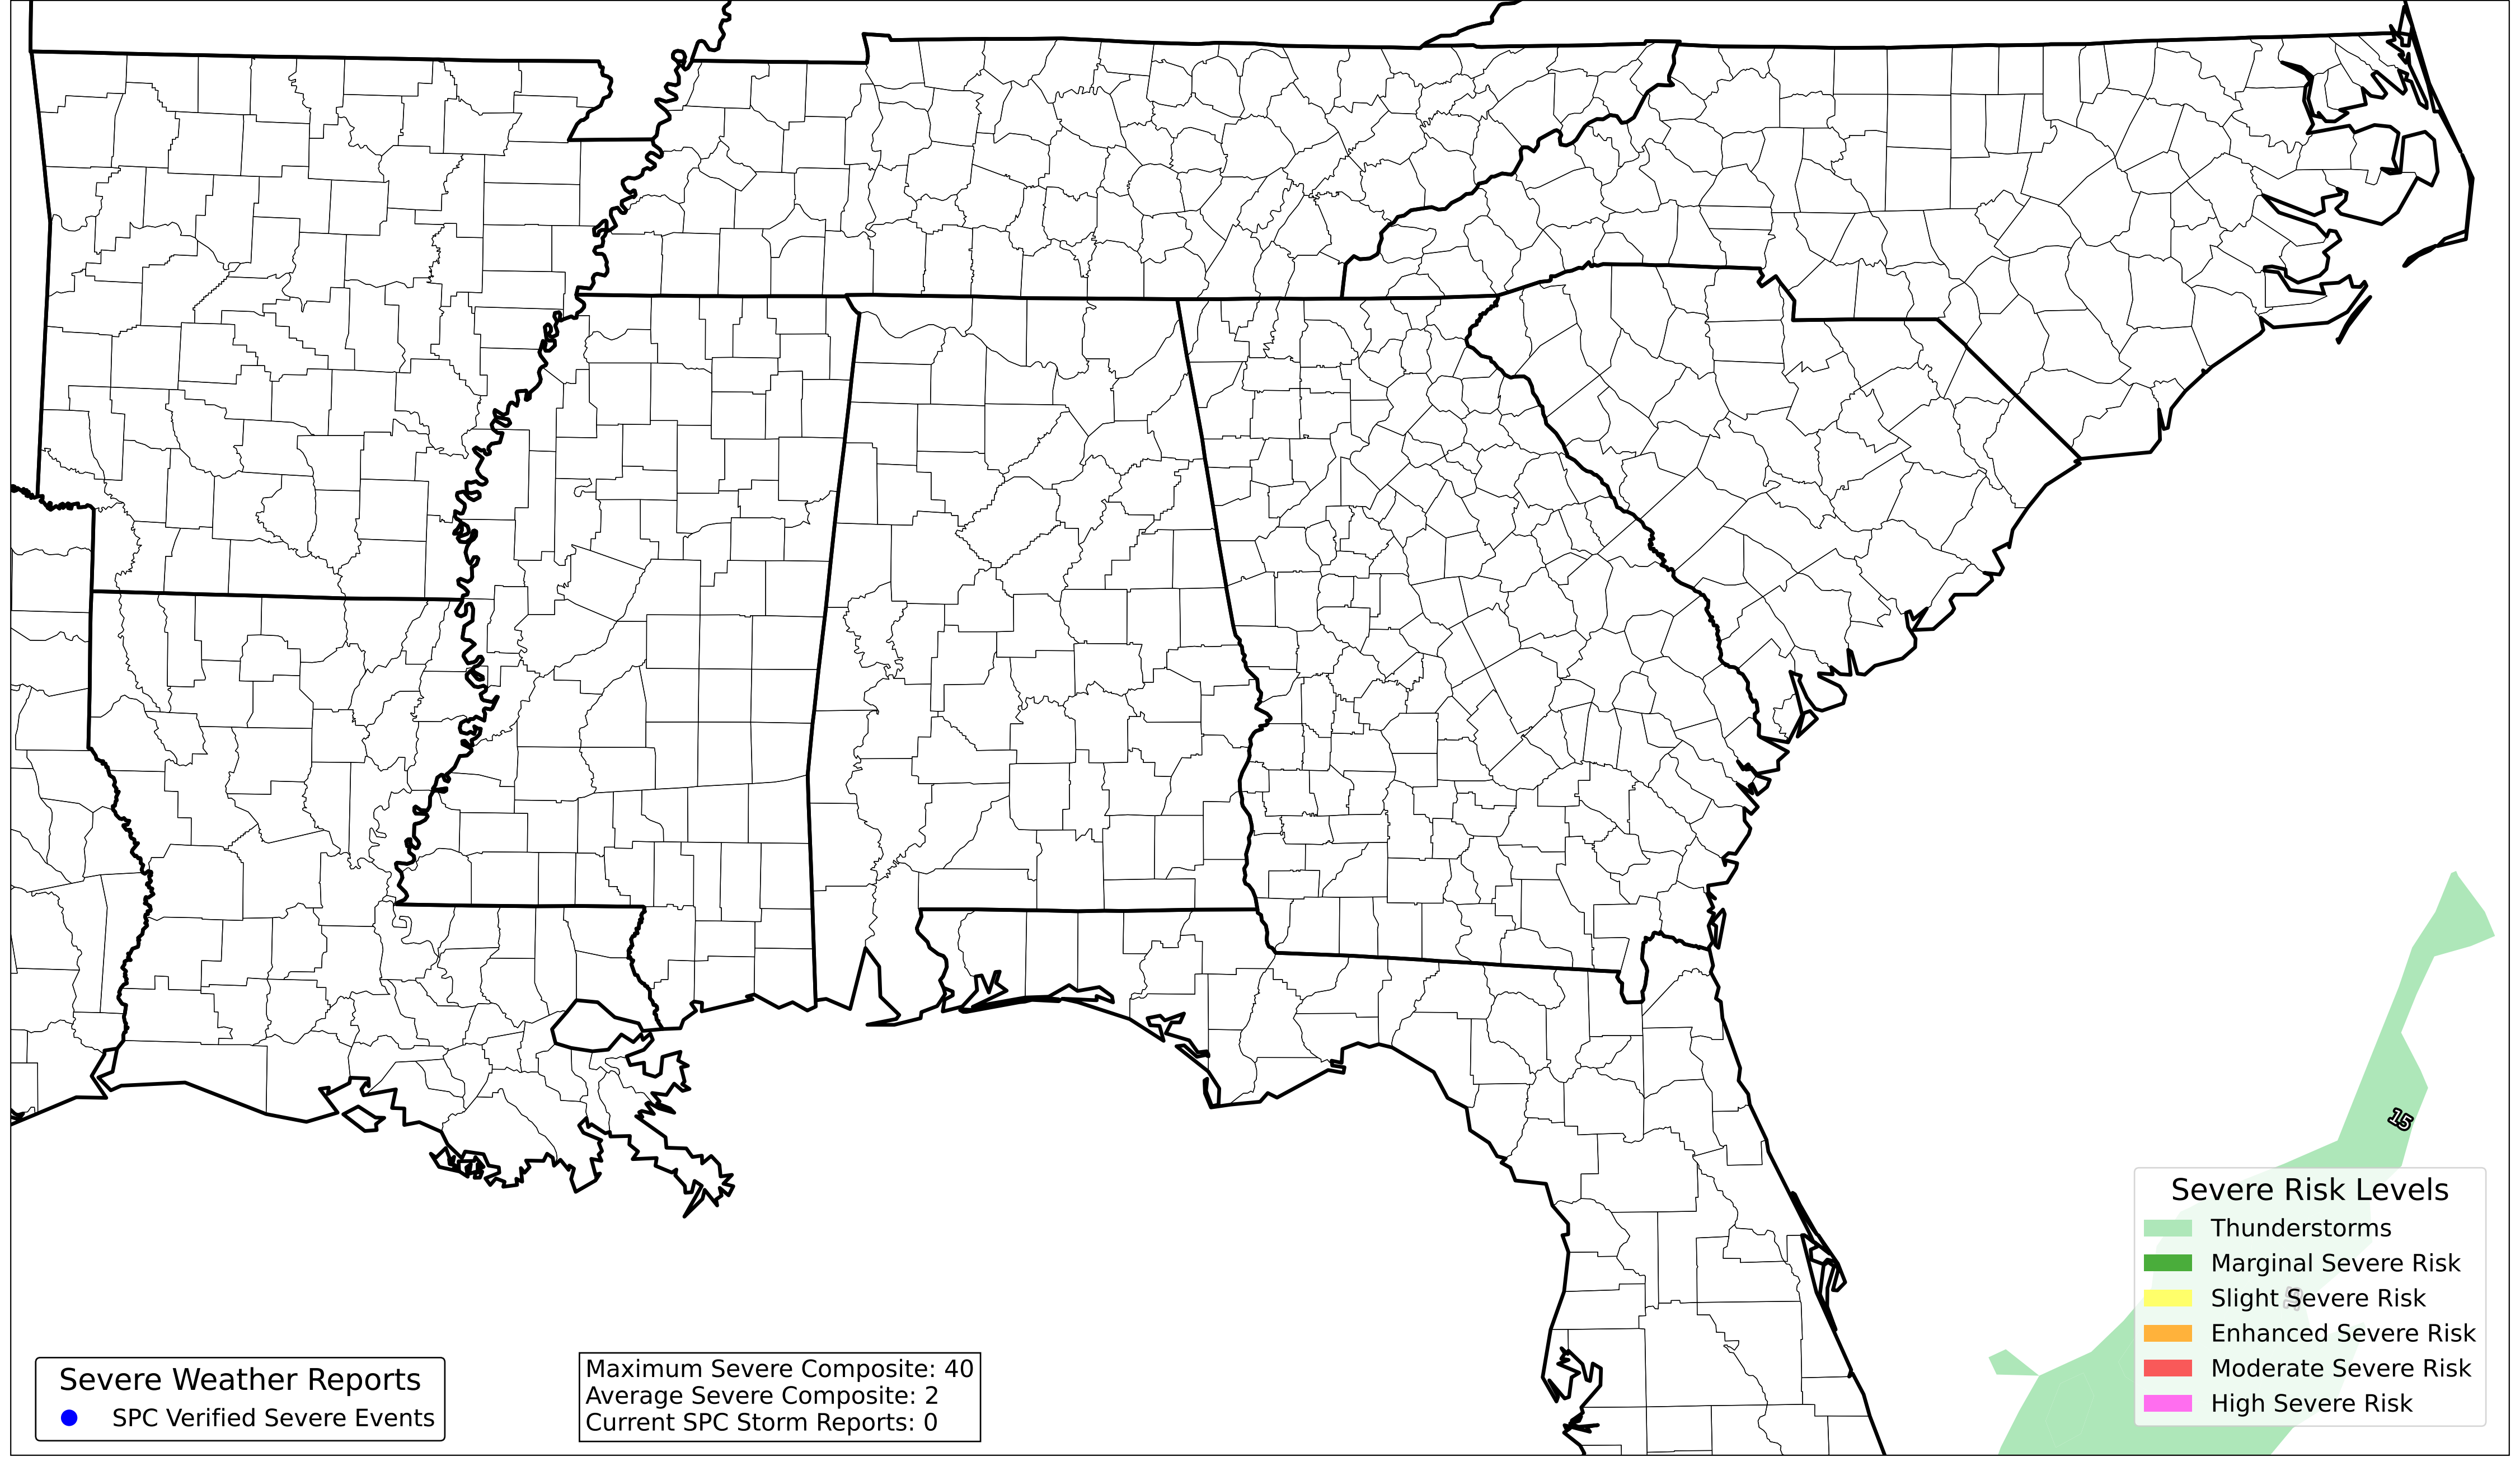 15
Severe Risk Levels
Thunderstorms
Marginal Severe Risk
Slight Severe Risk
Enhanced Severe Risk
Moderate Severe Risk
High Severe Risk
Severe Weather Reports
SPC Verified Severe Events
Maximum Severe Composite: 40
Average Severe Composite: 2
Current SPC Storm Reports: 0